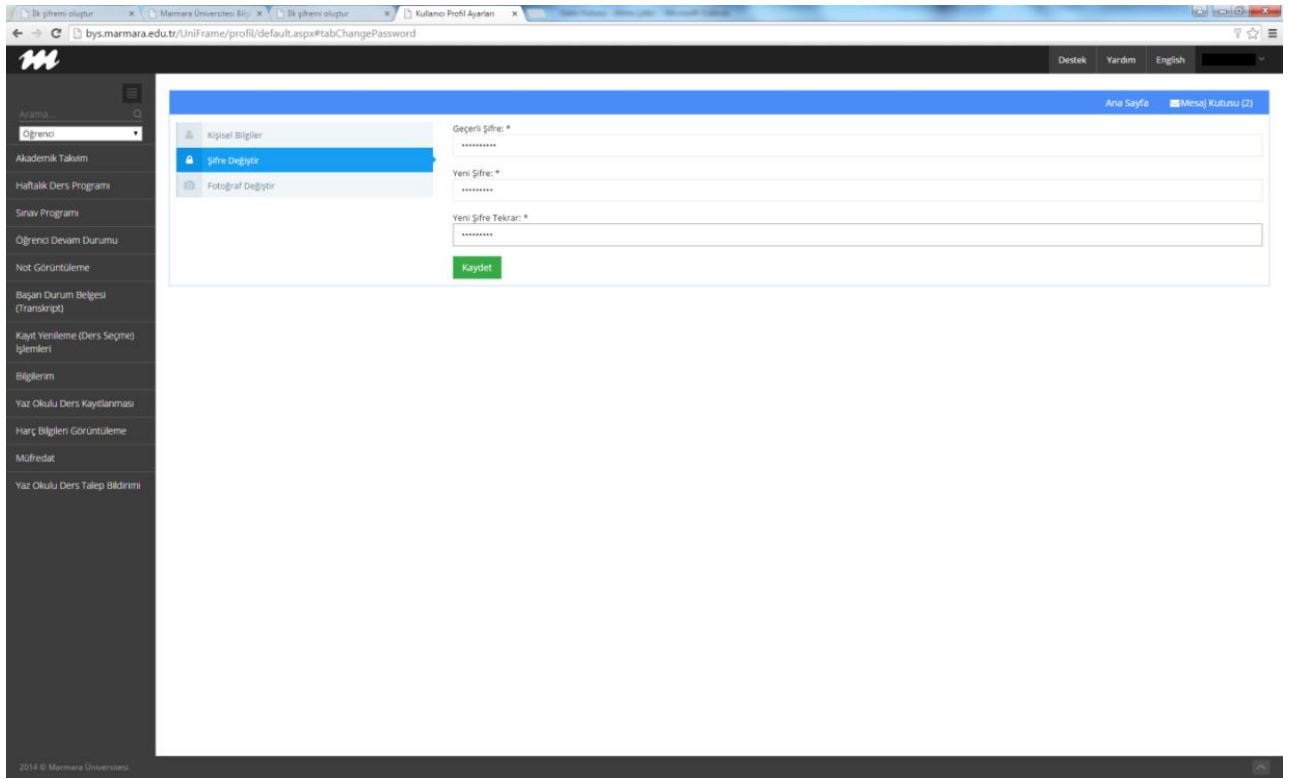 İlk şifremi oluştur
Marmara Üniversitesi Bilg
İlk şifremi oluştur
Kullanıcı Profil Ayarları
bys.marmara.edu.tr/UniFrame/profil/default.aspx#tabChangePassword
m
Destek
Yardım
English
Arama...
Öğrenci
Akademik Takvim
Haftalık Ders Programı
Sınav Programı
Öğrenci Devam Durumu
Not Görüntüleme
Başarı Durum Belgesi
(Transkript)
Kayıt Yenileme (Ders Seçme)
İşlemleri
Bilgilerim
Yaz Okulu Ders Kayıtlanması
Harç Bilgileri Görüntüleme
Müfredat
Yaz Okulu Ders Talep Bildirimi
Ana Sayfa
Mesaj Kutusu (2)
Kişisel Bilgiler
Şifre Değiştir
Fotoğraf Değiştir
Geçerli Şifre: *
••••••••••
Yeni Şifre: *
•••••••••
Yeni Şifre Tekrar: *
•••••••••
Kaydet
2014 © Marmara Üniversitesi.